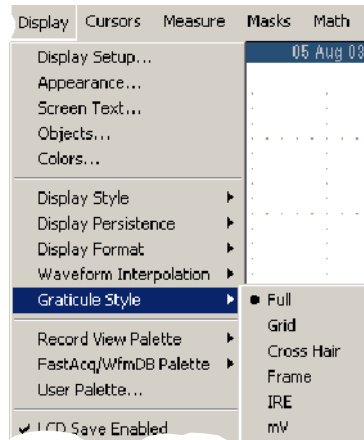 Display Cursors Measure Masks Math
05 Aug 03
Display Setup...
Appearance...
Screen Text...
Objects...
Colors...
Display Style
Display Persistence
Display Format
Waveform Interpolation
Graticule Style
Full
Grid
Cross Hair
Frame
IRE
mV
Record View Palette
FastAcq/WfmDB Palette
User Palette...
LCD Save Enabled